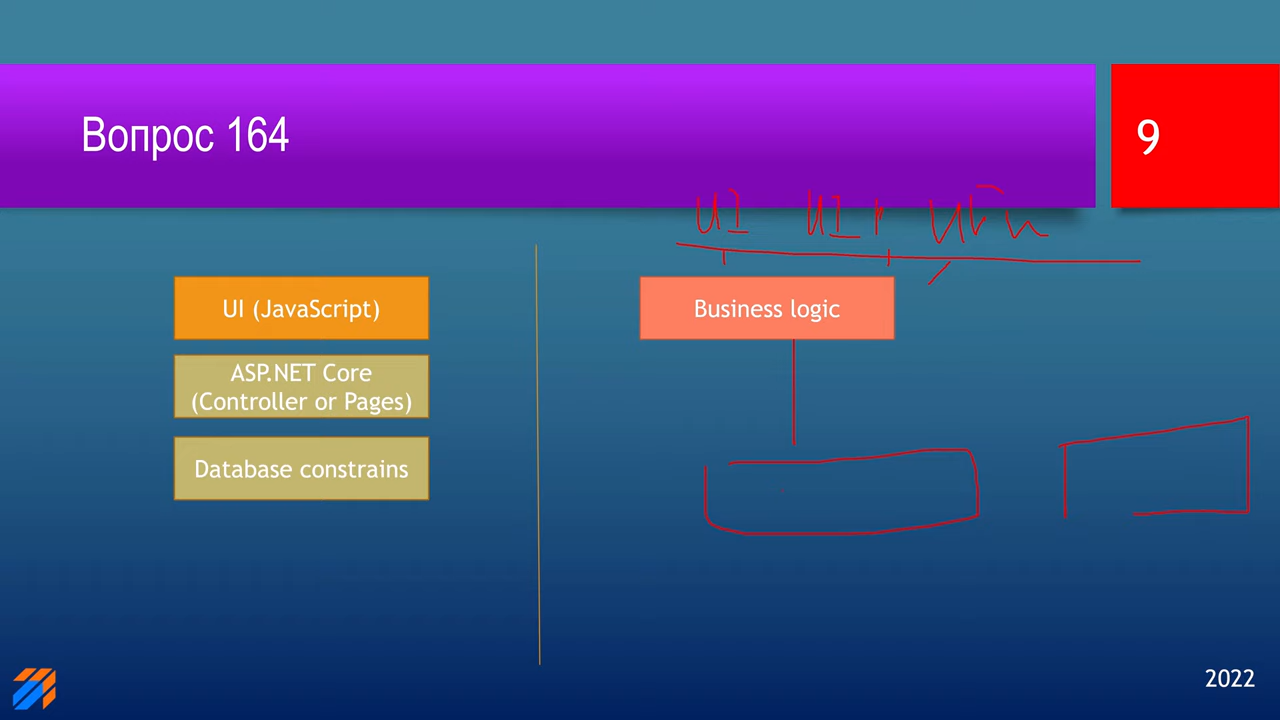 Вопрос 164
9
UI UI
UI (JavaScript)
ASP.NET Core
(Controller or Pages)
Database constrains
Business logic
2022